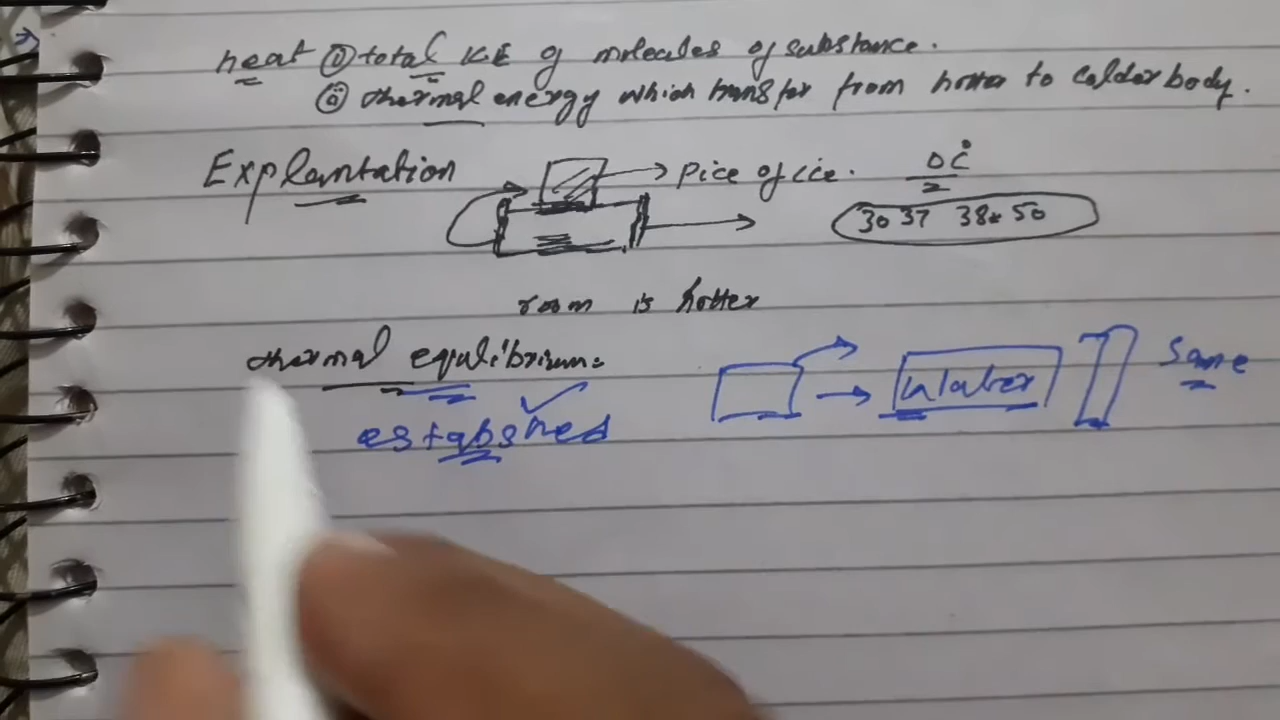 heat ① total KE of molecules of substance.
② thermal energy which transfer from hotter to colder body.
Explantation
Pice of ice. 0°C
30 37 38 50
room is hotter
thermal equlibrium
water Same
estabshed